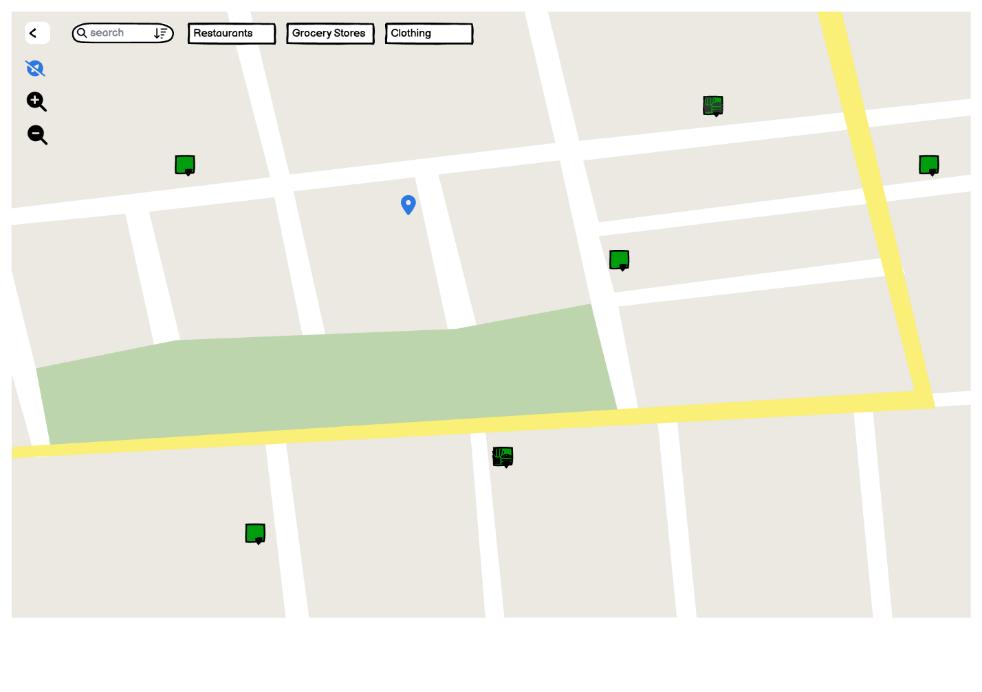 search
Restaurants
Grocery Stores
Clothing